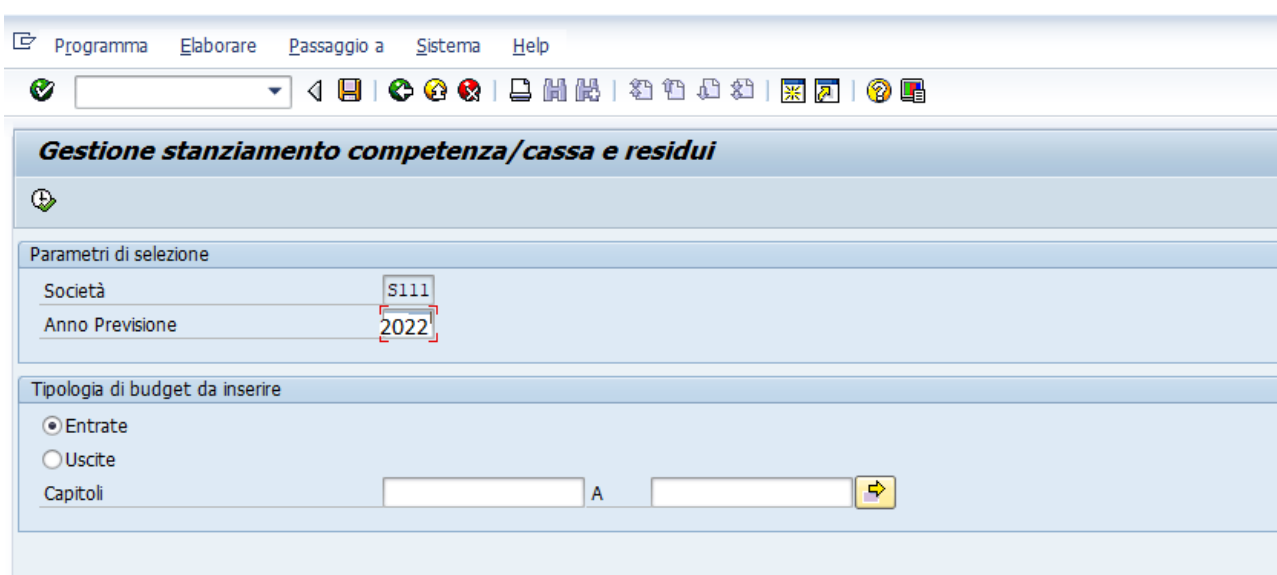 Programma Elaborare Passaggio a Sistema Help
Gestione stanziamento competenza/cassa e residui
Parametri di selezione
Società S111
Anno Previsione 2022
Tipologia di budget da inserire
Entrate
Uscite
Capitoli A